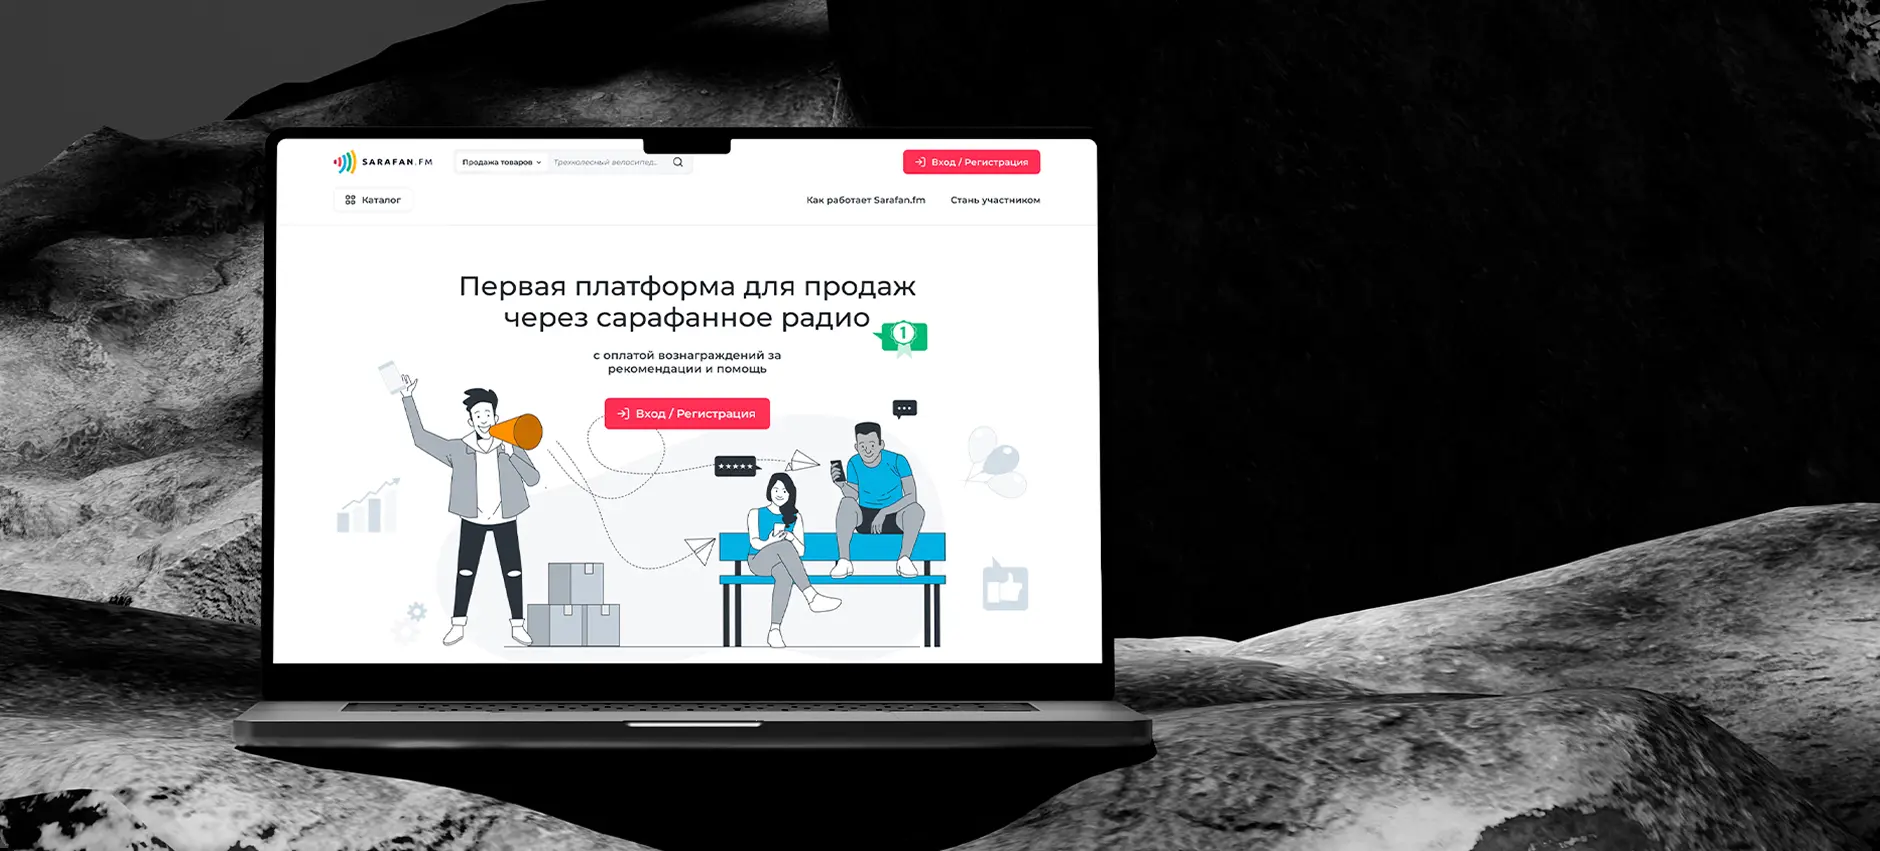 SARAFAN.FM
Продажа товаров
Трехколесный велосипед..
Вход / Регистрация
Каталог
Как работает Sarafan.fm
Стань участником
Первая платформа для продаж
через сарафанное радио
1
с оплатой вознаграждений за
рекомендации и помощь
Вход / Регистрация